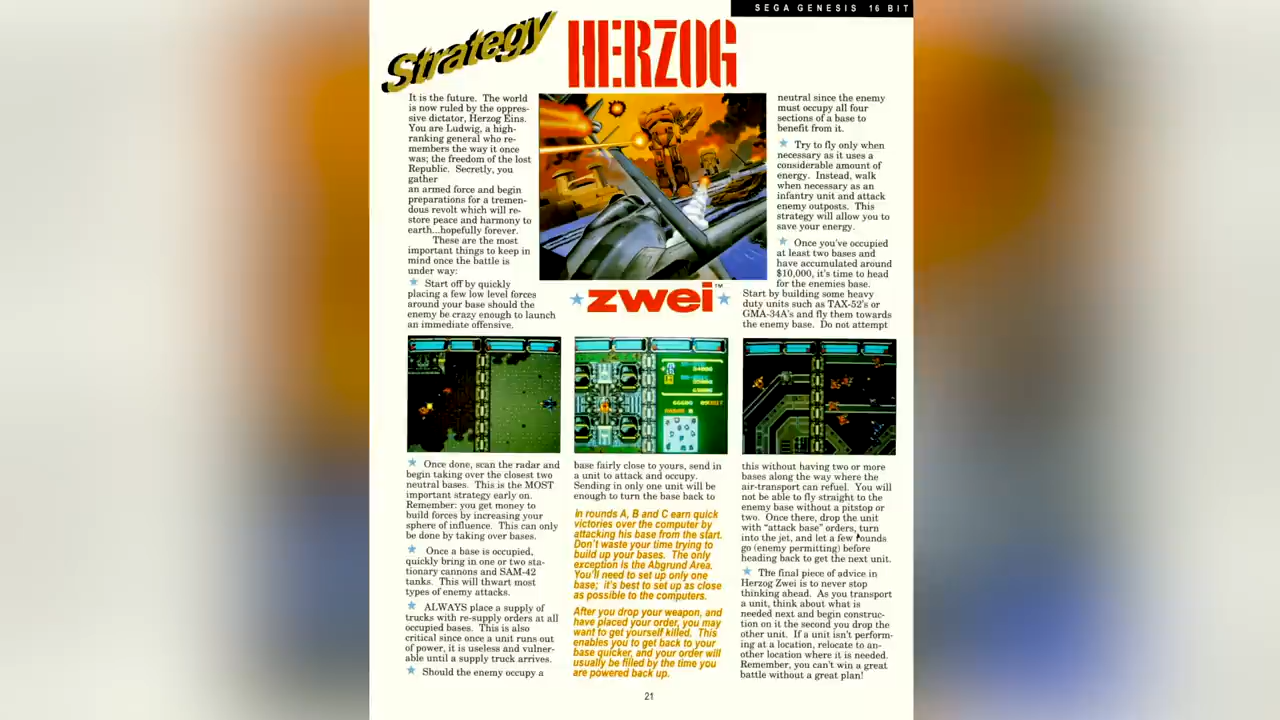 SEGA GENESIS 16 BIT
Strategy
HERZOG
zwei™
It is the future. The world
is now ruled by the oppres-
sive dictator, Herzog Eins.
You are Ludwig, a high-
ranking general who re-
members the way it once
was; the freedom of the lost
Republic. Secretly, you
gather
an armed force and begin
preparations for a tremen-
dous revolt which will re-
store peace and harmony to
earth...hopefully forever.
These are the most
important things to keep in
mind once the battle is
under way:
Start off by quickly
placing a few low level forces
around your base should the
enemy be crazy enough to launch
an immediate offensive.
Once done, scan the radar and
begin taking over the closest two
neutral bases. This is the MOST
important strategy early on.
Remember: you get money to
build forces by increasing your
sphere of influence. This can only
be done by taking over bases.
Once a base is occupied,
quickly bring in one or two sta-
tionary cannons and SAM-42
tanks. This will thwart most
types of enemy attacks.
ALWAYS place a supply of
trucks with re-supply orders at all
occupied bases. This is also
critical since once a unit runs out
of power, it is useless and vulner-
able until a supply truck arrives.
Should the enemy occupy a
base fairly close to yours, send in
a unit to attack and occupy.
Sending in only one unit will be
enough to turn the base back to
In rounds A, B and C earn quick
victories over the computer by
attacking his base from the start.
Don't waste your time trying to
build up your bases. The only
exception is the Abgrund Area.
You'll need to set up only one
base; it's best to set up as close
as possible to the computers.
After you drop your weapon, and
have placed your order, you may
want to get yourself killed. This
enables you to get back to your
base quicker, and your order will
usually be filled by the time you
are powered back up.
neutral since the enemy
must occupy all four
sections of a base to
benefit from it.
Try to fly only when
necessary as it uses a
considerable amount of
energy. Instead, walk
when necessary as an
infantry unit and attack
enemy outposts. This
strategy will allow you to
save your energy.
Once you've occupied
at least two bases and
have accumulated around
$10,000, it's time to head
for the enemies base.
Start by building some heavy
duty units such as TAX-52's or
GMA-34A's and fly them towards
the enemy base. Do not attempt
this without having two or more
bases along the way where the
air-transport can refuel. You will
not be able to fly straight to the
enemy base without a pitstop or
two. Once there, drop the unit
with "attack base" orders, turn
into the jet, and let a few rounds
go (enemy permitting) before
heading back to get the next unit.
The final piece of advice in
Herzog Zwei is to never stop
thinking ahead. As you transport
a unit, think about what is
needed next and begin construc-
tion on it the second you drop the
other unit. If a unit isn't perform-
ing at a location, relocate to an-
other location where it is needed.
Remember, you can't win a great
battle without a great plan!
21